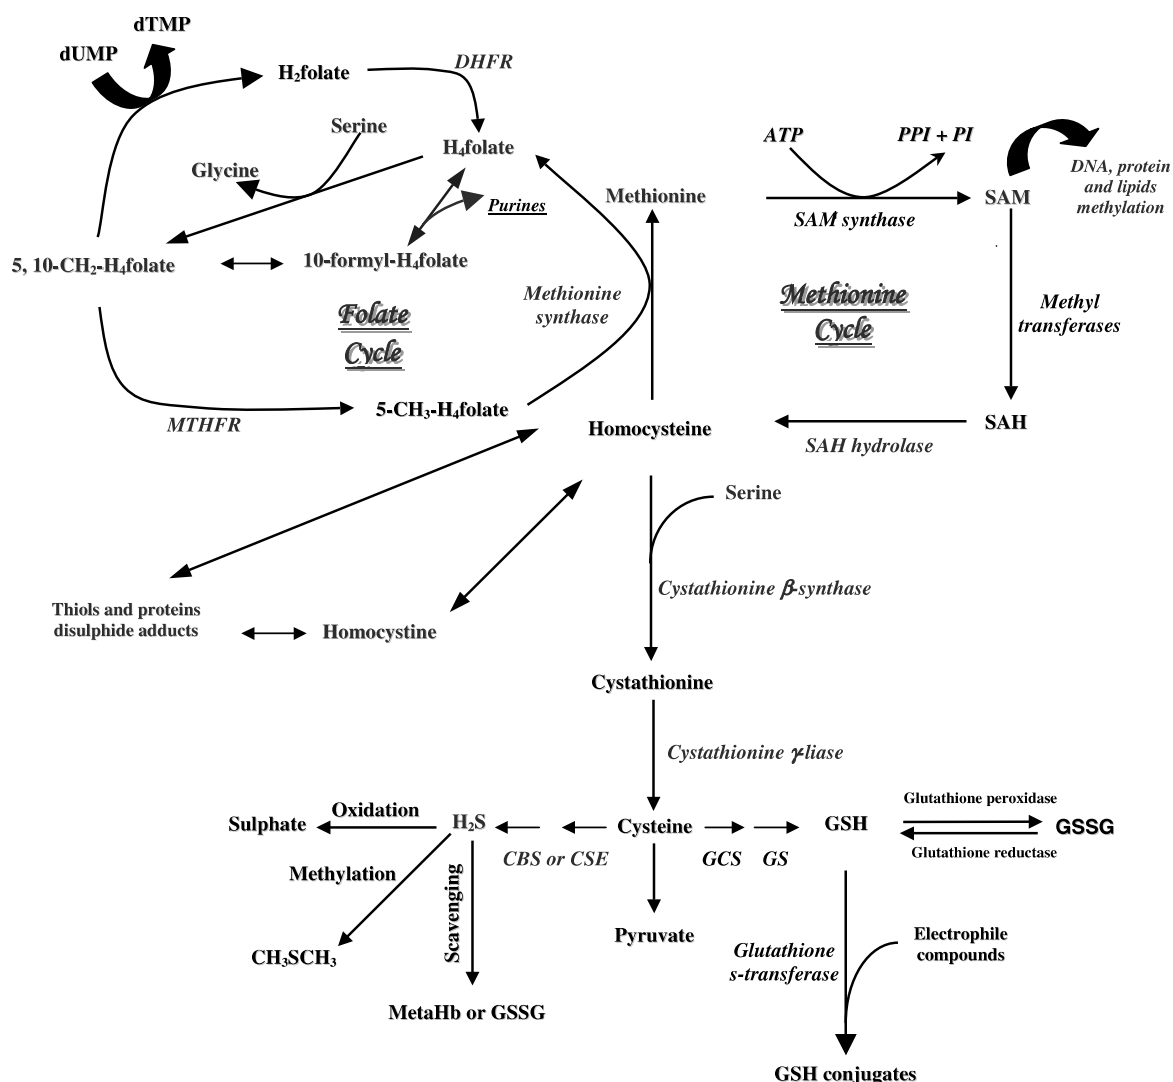 dTMP
dUMP
H₂folate
DHFR
Serine
H₄folate
Glycine
Purines
5, 10-CH₂-H₄folate
10-formyl-H₄folate
Folate
Cycle
MTHFR
5-CH₃-H₄folate
Methionine
synthase
ATP
PPI + PI
DNA, protein
and lipids
methylation
Methionine
SAM synthase
SAM
Methionine
Cycle
Methyl
transferases
Homocysteine
SAH hydrolase
SAH
Serine
Cystathionine β-synthase
Thiols and proteins
disulphide adducts
Homocystine
Cystathionine
Cystathionine γ-liase
Sulphate
Oxidation
H₂S
CBS or CSE
Cysteine
GCS
GS
GSH
Glutathione peroxidase
GSSG
Glutathione reductase
Methylation
Scavenging
CH₃SCH₃
Pyruvate
MetaHb or GSSG
Glutathione
s-transferase
Electrophile
compounds
GSH conjugates